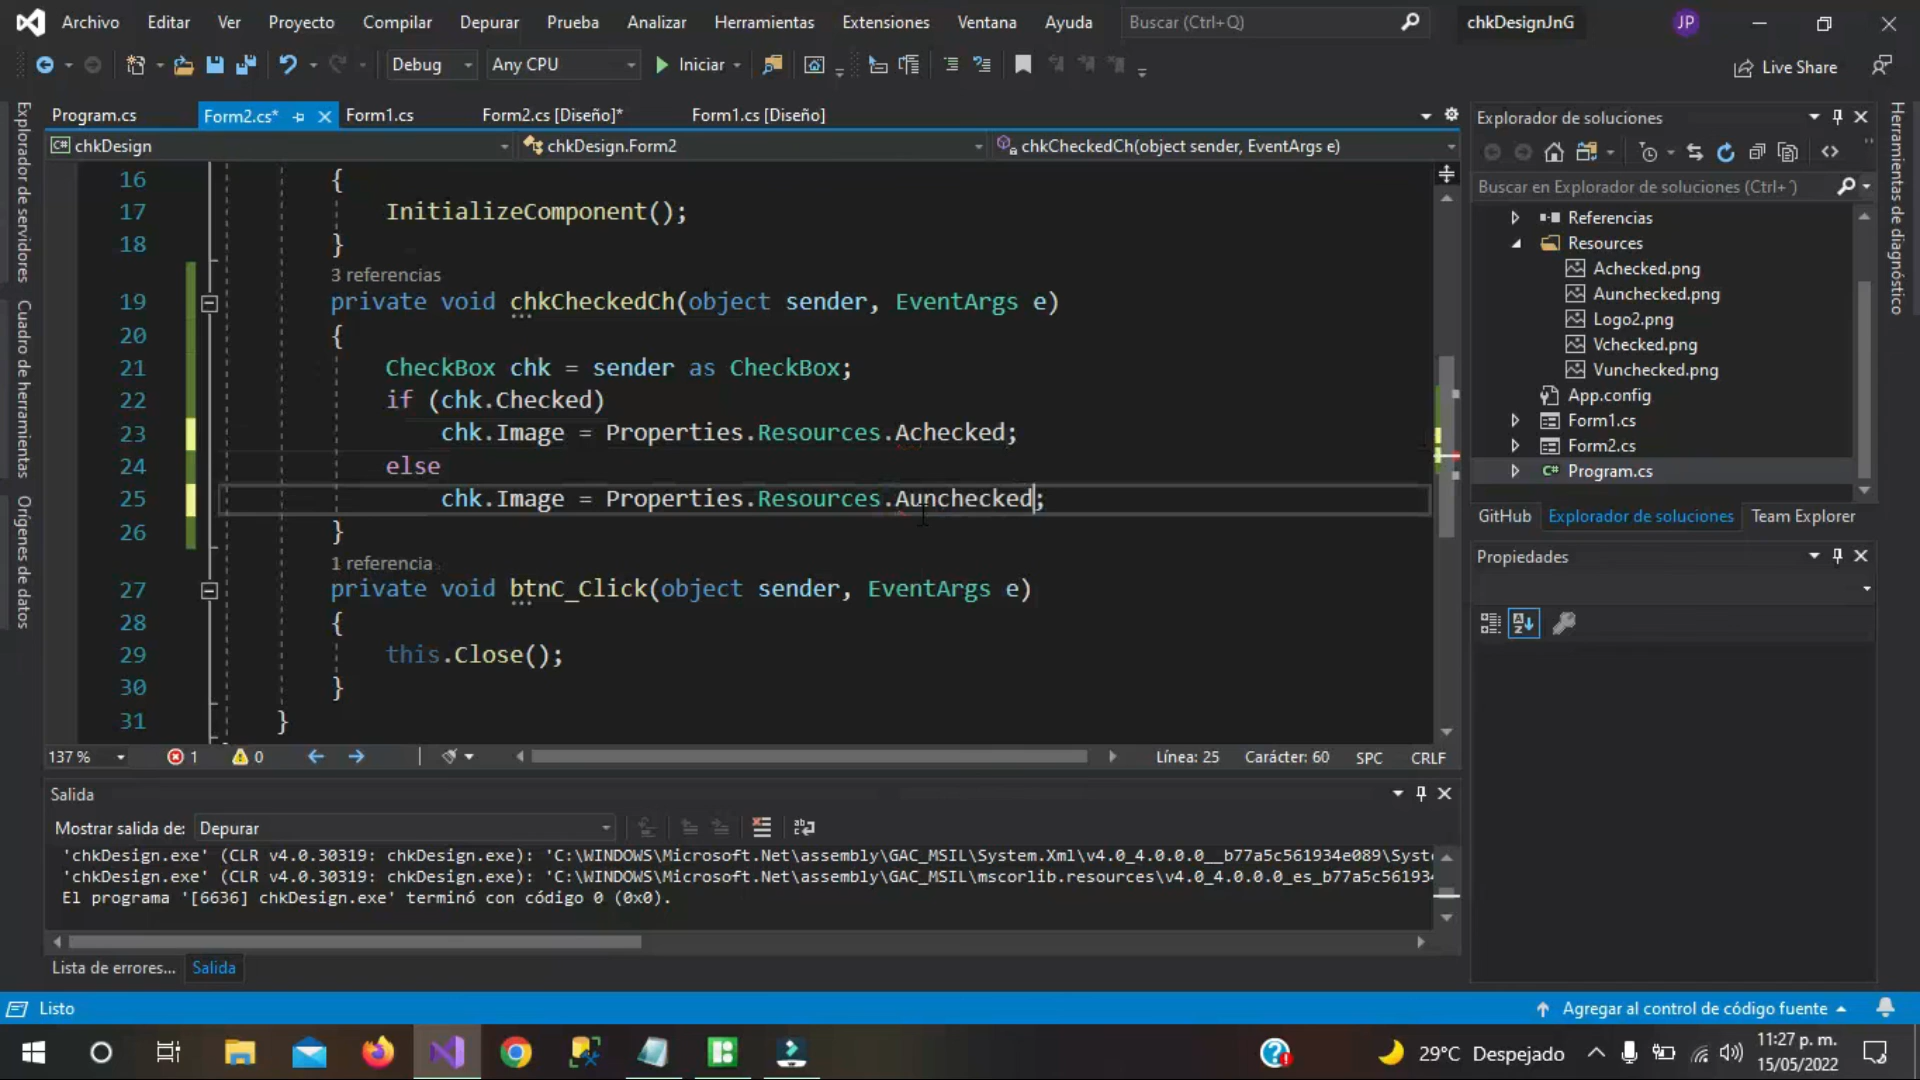 Archivo Editar Ver Proyecto Compilar Depurar Prueba Analizar Herramientas Extensiones Ventana Ayuda Buscar (Ctrl+Q) chkDesignJnG JP
Debug Any CPU Iniciar Live Share
Program.cs Form2.cs* Form1.cs Form2.cs [Diseño]* Form1.cs [Diseño]
chkDesign chkDesign.Form2 chkCheckedCh(object sender, EventArgs e)
16 {
17 InitializeComponent();
18 }
3 referencias
19 private void chkCheckedCh(object sender, EventArgs e)
20 {
21 CheckBox chk = sender as CheckBox;
22 if (chk.Checked)
23 chk.Image = Properties.Resources.Achecked;
24 else
25 chk.Image = Properties.Resources.Aunchecked;
26 }
1 referencia
27 private void btnC_Click(object sender, EventArgs e)
28 {
29 this.Close();
30 }
31 }
137 % 1 0 Línea: 25 Carácter: 60 SPC CRLF
Salida
Mostrar salida de: Depurar
'chkDesign.exe' (CLR v4.0.30319: chkDesign.exe): 'C:\WINDOWS\Microsoft.Net\assembly\GAC_MSIL\System.Xml\v4.0_4.0.0.0__b77a5c561934e089\Syst
'chkDesign.exe' (CLR v4.0.30319: chkDesign.exe): 'C:\WINDOWS\Microsoft.Net\assembly\GAC_MSIL\mscorlib.resources\v4.0_4.0.0.0_es_b77a5c56193
El programa '[6636] chkDesign.exe' terminó con código 0 (0x0).
Lista de errores... Salida
Explorador de servidores
Cuadro de herramientas
Orígenes de datos
Explorador de soluciones
Buscar en Explorador de soluciones (Ctrl+´)
Referencias
Resources
Achecked.png
Aunchecked.png
Logo2.png
Vchecked.png
Vunchecked.png
App.config
Form1.cs
Form2.cs
C# Program.cs
GitHub Explorador de soluciones Team Explorer
Propiedades
Herramientas de diagnóstico
Listo Agregar al control de código fuente
29°C Despejado 11:27 p. m.
15/05/2022